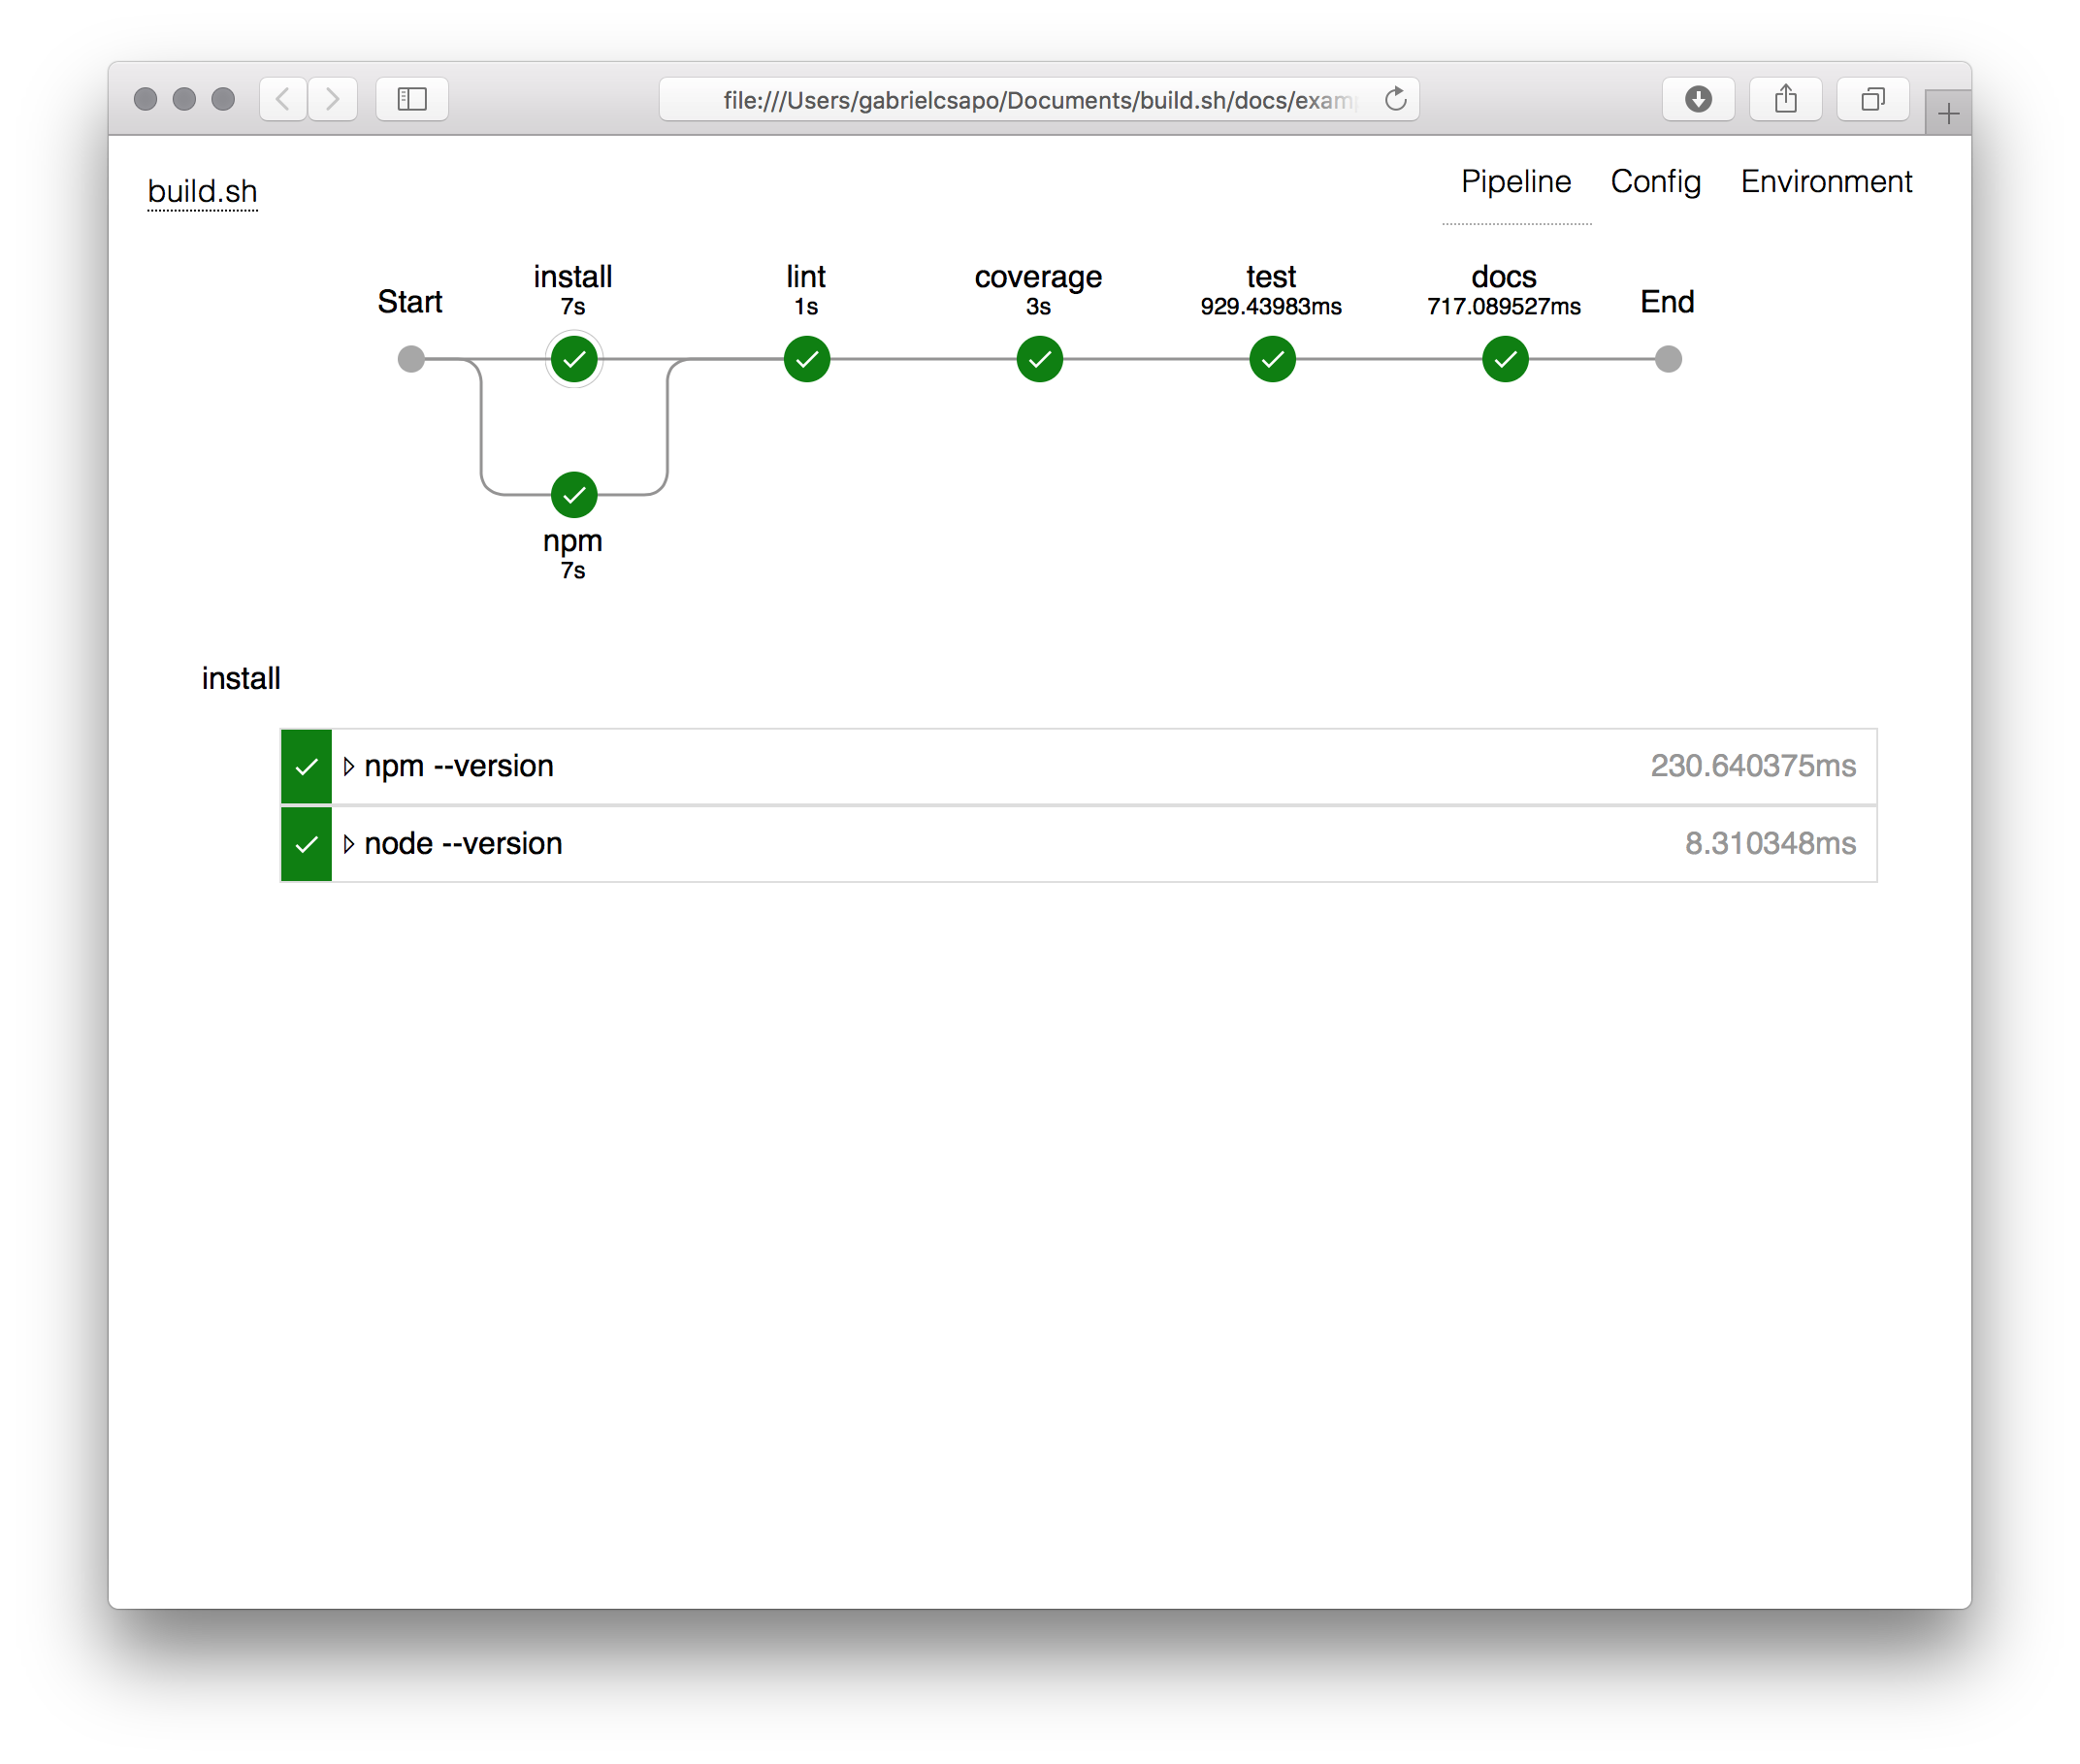 file:///Users/gabrielcsapo/Documents/build.sh/docs/exam
build.sh
Pipeline Config Environment
Start
install
7s
lint
1s
coverage
3s
test
929.43983ms
docs
717.089527ms
End
npm
7s
install
npm --version 230.640375ms
node --version 8.310348ms